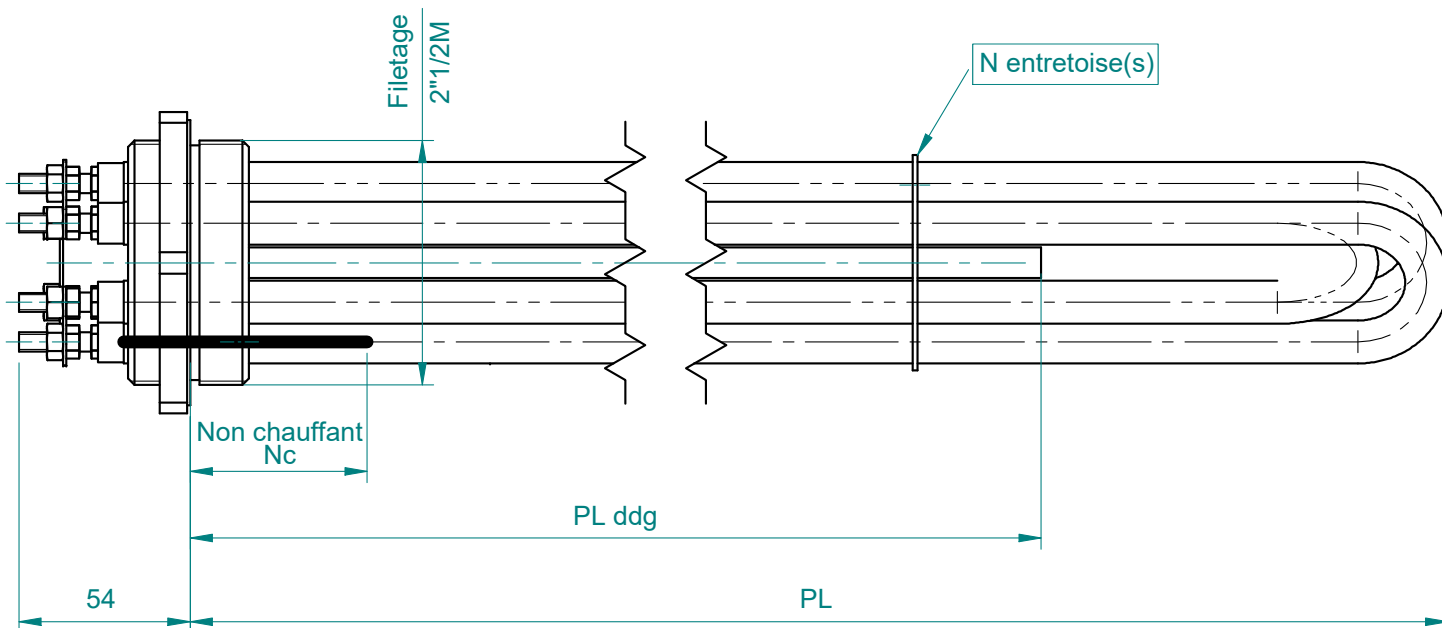 Filetage
2"1/2M
N entretoise(s)
Non chauffant
Nc
PL ddg
54
PL